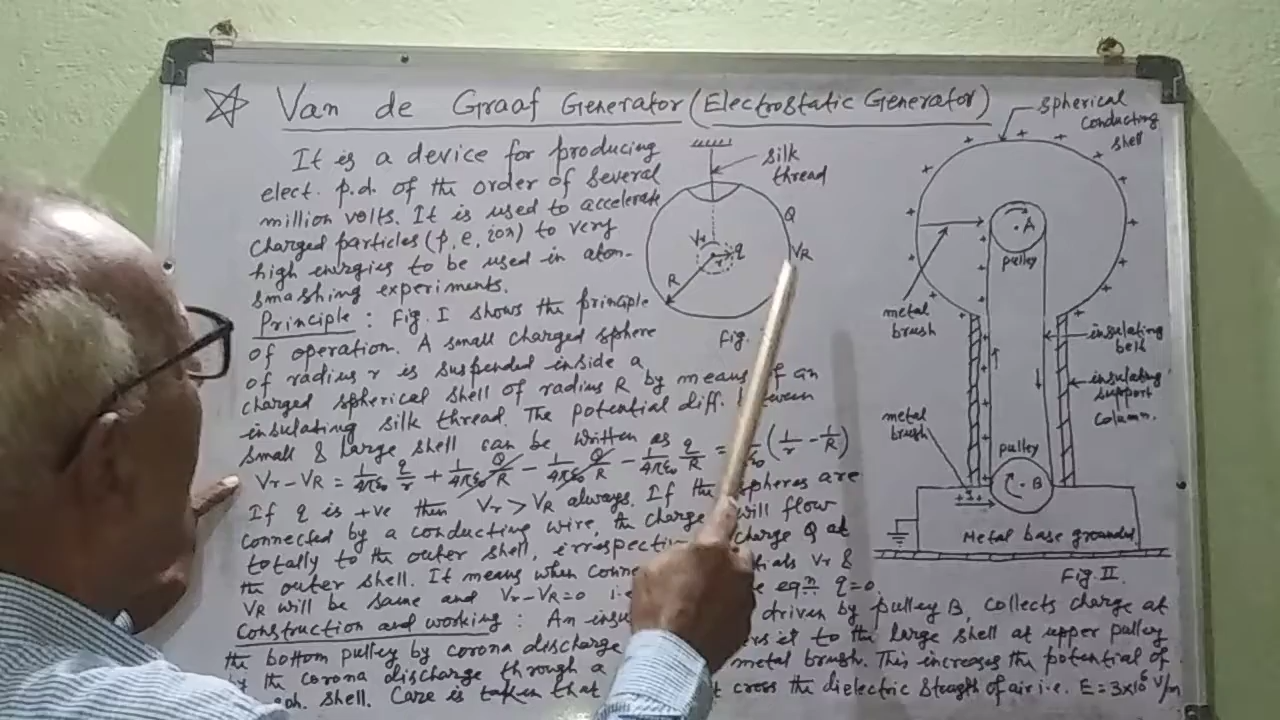 Van de Graaf Generator (Electrostatic Generator)
It is a device for producing
elect. p.d. of the order of several
million volts. It is used to accelerate
charged particles (p, e, ion) to very
high energies to be used in atom-
smashing experiments.
Principle : Fig. I shows the principle
of operation. A small charged sphere
of radius r is suspended inside a
charged spherical shell of radius R by means of an
insulating silk thread. The potential diff. between
small & large shell can be written as
Vr - VR = 1/4πε₀ q/r + 1/4πε₀ Q/R - 1/4πε₀ Q/R - 1/4πε₀ q/R = (1/r - 1/R)
If q is +ve then Vr > VR always. If the spheres are
connected by a conducting wire, the charge will flow
totally to the outer shell, charge Q at
the outer shell. It means when Vr &
VR will be same and Vr-VR=0 i.e. eqn q=0.
Construction and working : An driven by pulley B, collects charge at
the bottom pulley by corona discharge it to the large shell at upper pulley
by the corona discharge through a metal brush. This increases the potential of
sph. shell. Care is taken that cross the dielectric strength of air i.e. E = 3×10⁶ V/m
silk
thread
Q
VR
Vr
q
r
R
Fig.
spherical
conducting
shell
+ + + + + + + + + + + +
A
pulley
metal
brush
insulating
belt
insulating
support
column.
metal
brush
pulley
B
Metal base grounded
Fig II.